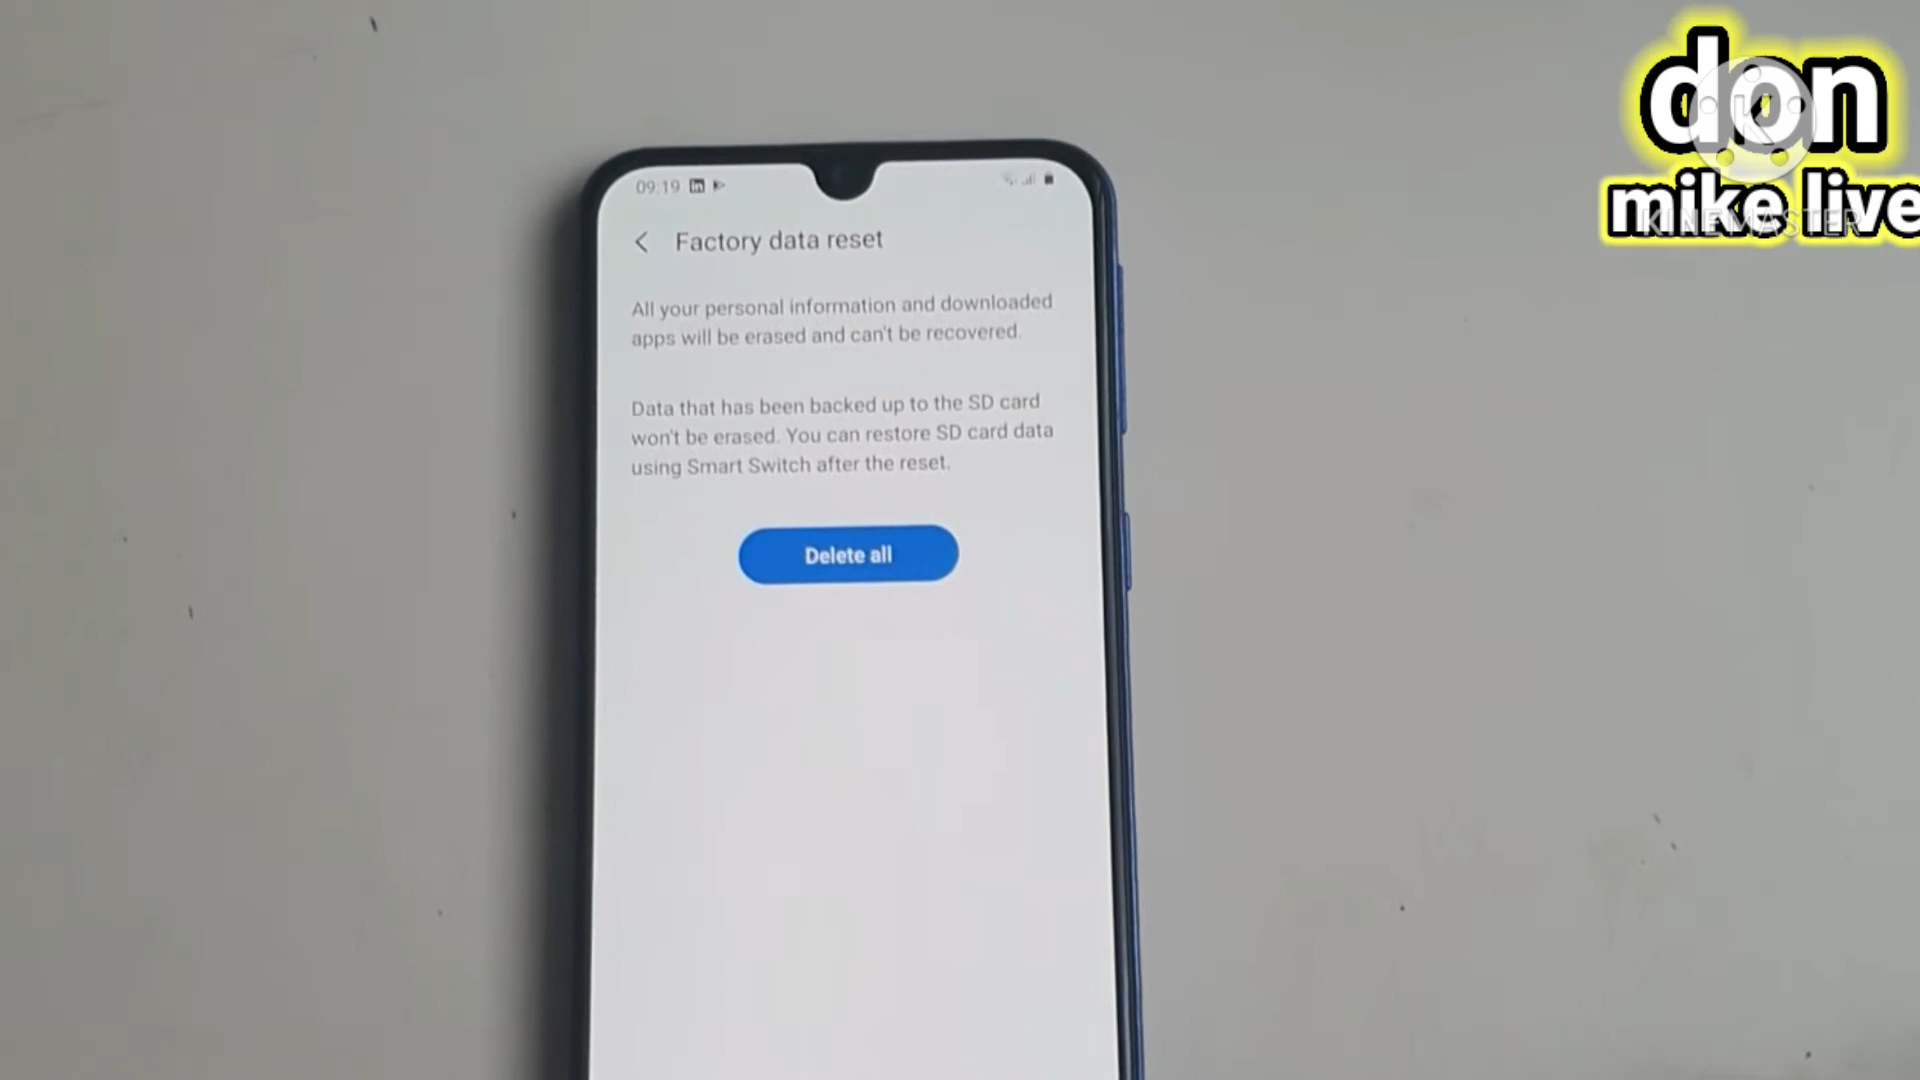 don
mike live
KINEMASTER
09:19
Factory data reset
All your personal information and downloaded
apps will be erased and can't be recovered.
Data that has been backed up to the SD card
won't be erased. You can restore SD card data
using Smart Switch after the reset.
Delete all